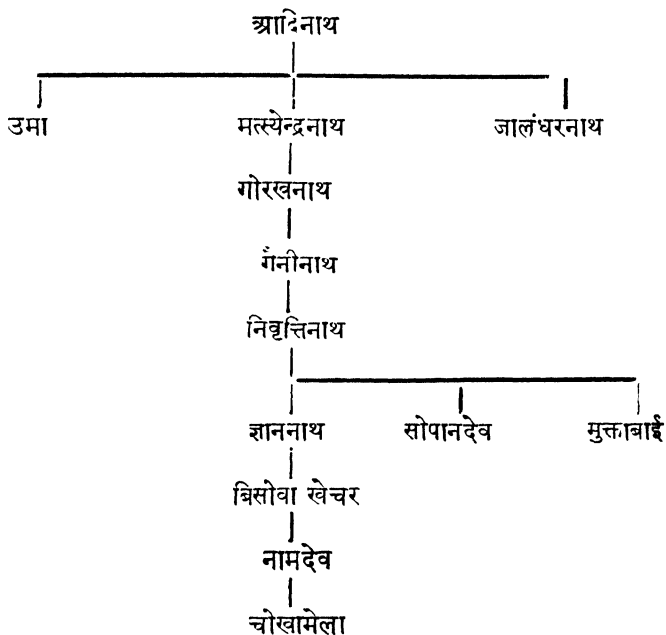 आदिनाथ
उमा मत्स्येन्द्रनाथ जालंधरनाथ
गोरखनाथ
गैंनीनाथ
निवृत्तिनाथ
ज्ञाननाथ सोपानदेव मुक्ताबाई
बिसोवा खेचर
नामदेव
चोखामेला